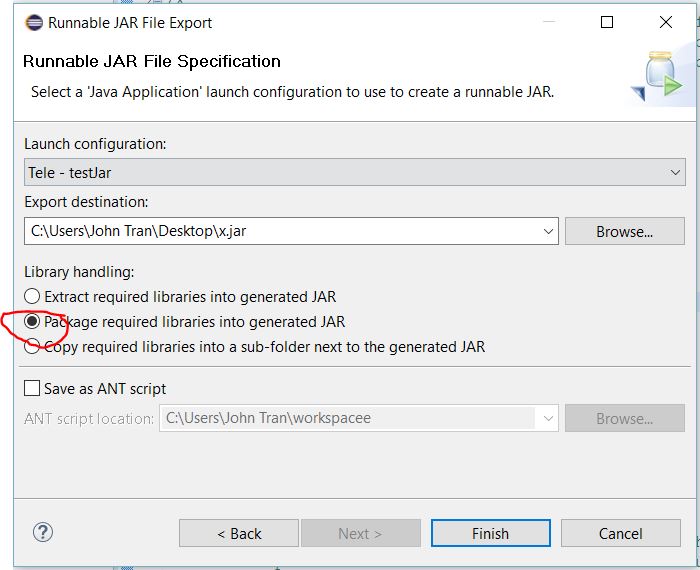 Runnable JAR File Export
Runnable JAR File Specification
Select a 'Java Application' launch configuration to use to create a runnable JAR.
Launch configuration:
Tele - testJar
Export destination:
C:\Users\John Tran\Desktop\x.jar
Browse...
Library handling:
Extract required libraries into generated JAR
Package required libraries into generated JAR
Copy required libraries into a sub-folder next to the generated JAR
Save as ANT script
ANT script location:
C:\Users\John Tran\workspacee
Browse...
?
< Back
Next >
Finish
Cancel